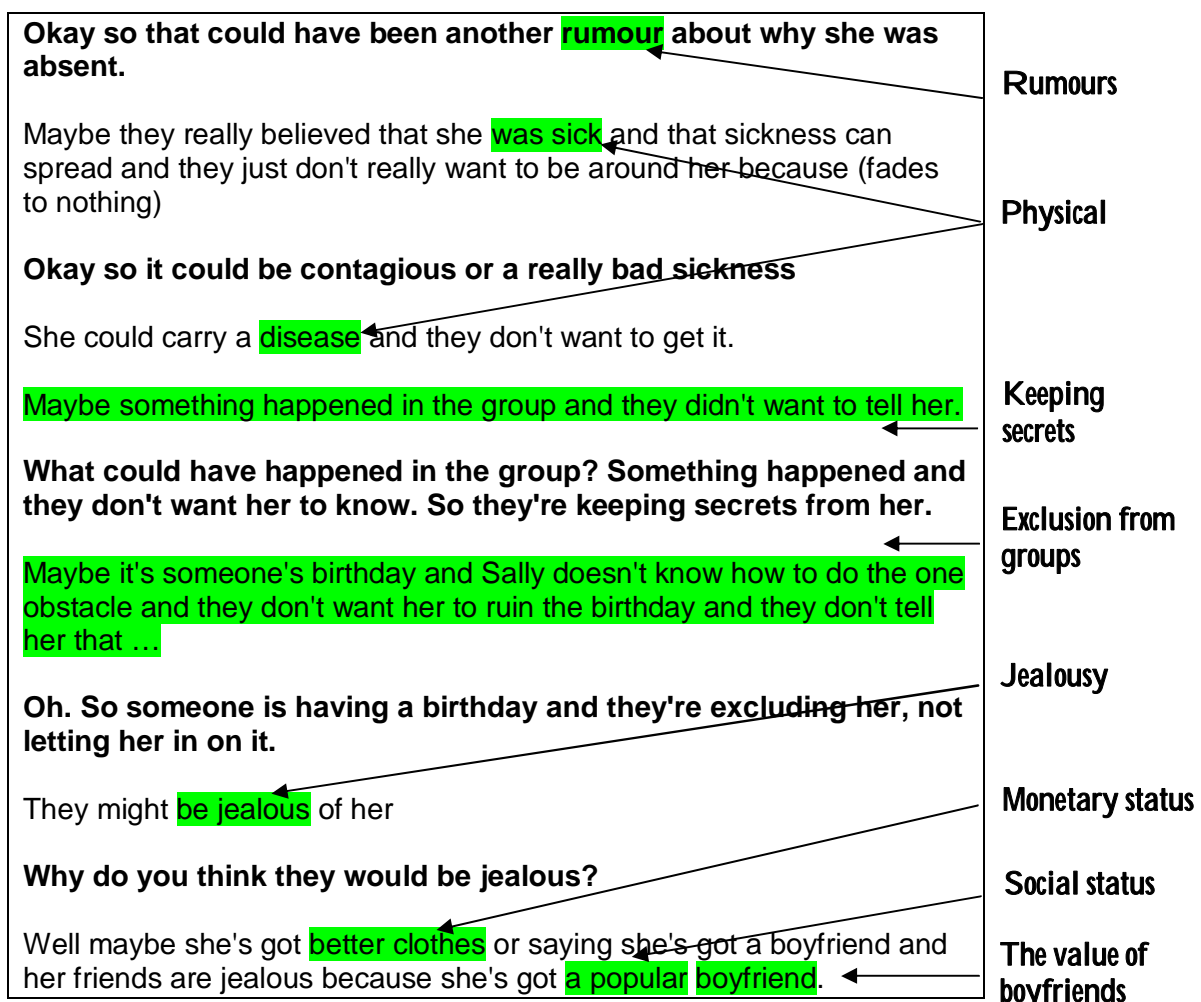 Okay so that could have been another rumour about why she was
absent.
Rumours
Maybe they really believed that she was sick and that sickness can
spread and they just don't really want to be around her because (fades
to nothing)
Physical
Okay so it could be contagious or a really bad sickness
She could carry a disease and they don't want to get it.
Maybe something happened in the group and they didn't want to tell her.
Keeping
secrets
What could have happened in the group? Something happened and
they don't want her to know. So they're keeping secrets from her.
Exclusion from
groups
Maybe it's someone's birthday and Sally doesn't know how to do the one
obstacle and they don't want her to ruin the birthday and they don't tell
her that …
Jealousy
Oh. So someone is having a birthday and they're excluding her, not
letting her in on it.
They might be jealous of her
Monetary status
Why do you think they would be jealous?
Social status
Well maybe she's got better clothes or saying she's got a boyfriend and
her friends are jealous because she's got a popular boyfriend.
The value of
boyfriends